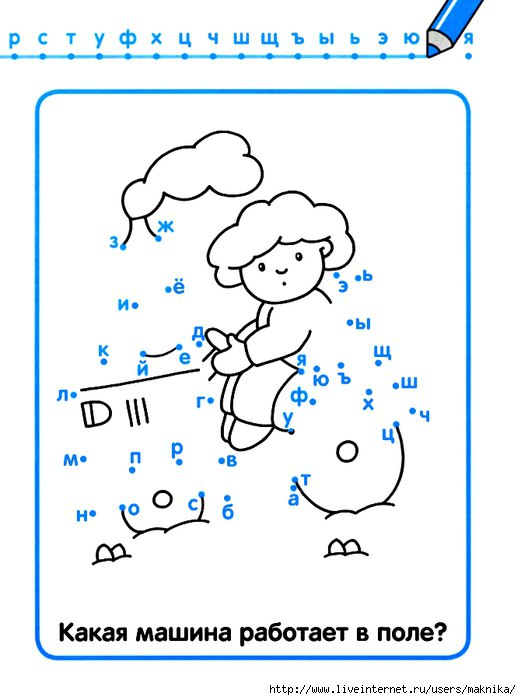 р с т у ф х ц ч ш щ ъ ы ь э ю я
з ж
ё
и
э ь
ы
д
к й е
я ю ъ щ
л
г ф х ш
у ч
ц
м п р в
т
а
н о с б
Какая машина работает в поле?
http://www.liveinternet.ru/users/maknika/